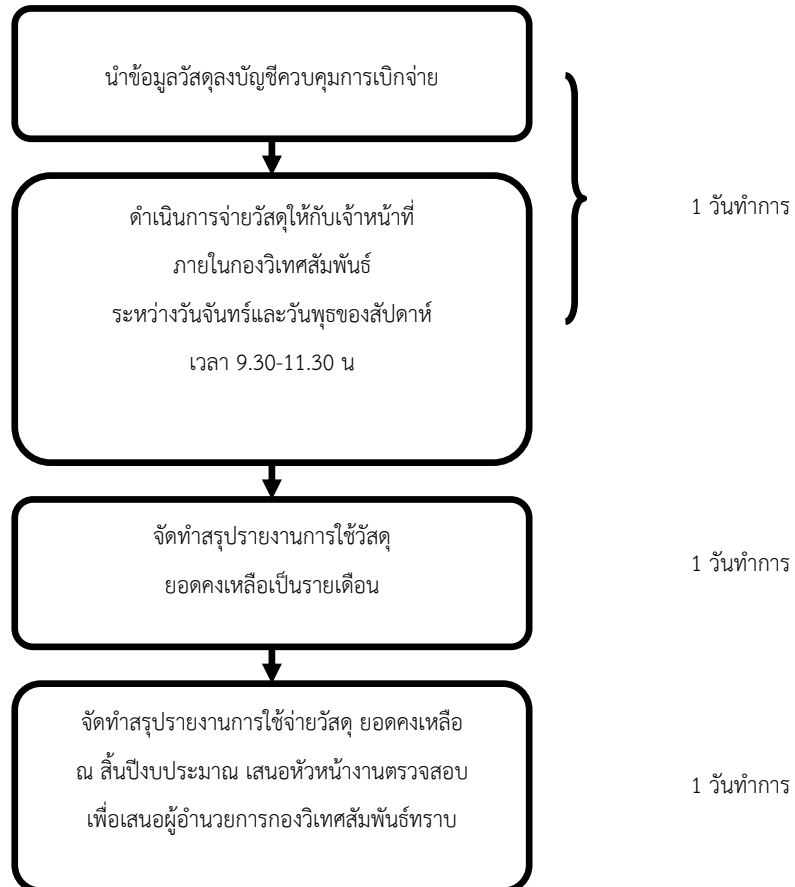 นำข้อมูลวัสดุลงบัญชีควบคุมการเบิกจ่าย
ดำเนินการจ่ายวัสดุให้กับเจ้าหน้าที่
ภายในกองวิเทศสัมพันธ์
ระหว่างวันจันทร์และวันพุธของสัปดาห์
เวลา 9.30-11.30 น
1 วันทำการ
จัดทำสรุปรายงานการใช้วัสดุ
ยอดคงเหลือเป็นรายเดือน
1 วันทำการ
จัดทำสรุปรายงานการใช้จ่ายวัสดุ ยอดคงเหลือ
ณ สิ้นปีงบประมาณ เสนอหัวหน้างานตรวจสอบ
เพื่อเสนอผู้อำนวยการกองวิเทศสัมพันธ์ทราบ
1 วันทำการ